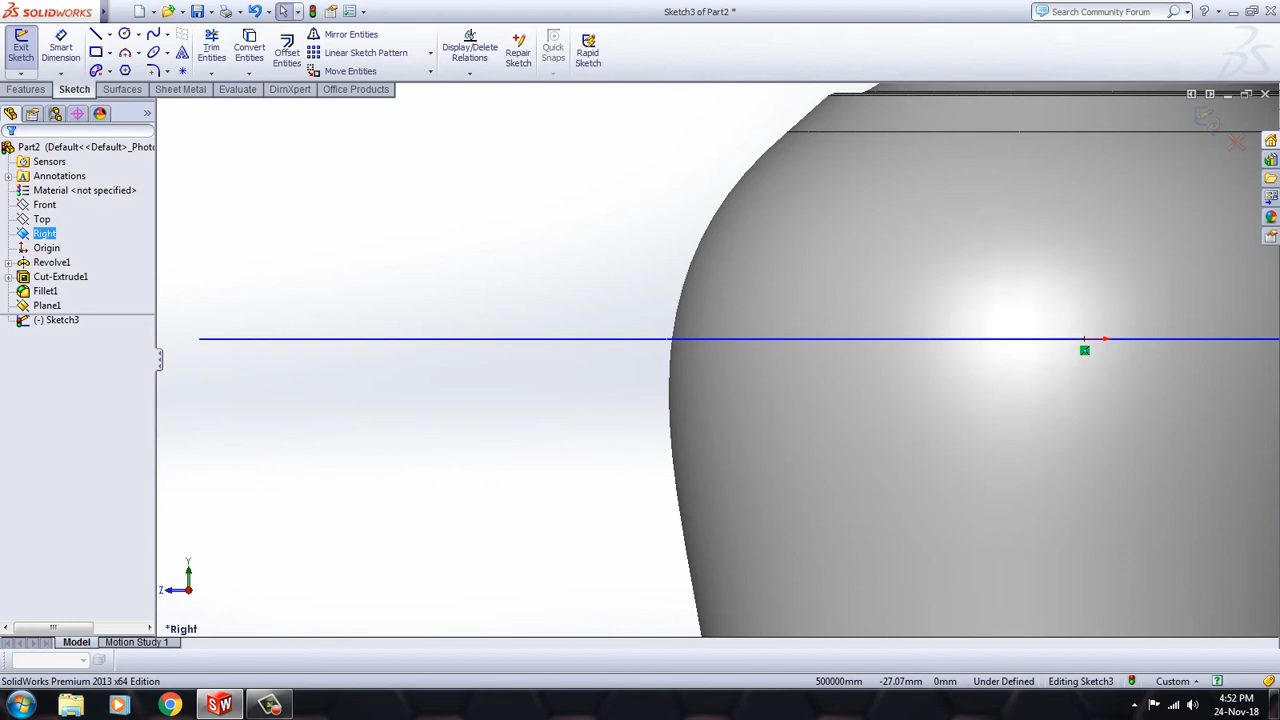 SOLIDWORKS
Sketch3 of Part2 *
Search Community Forum
Exit Sketch
Smart Dimension
Trim Entities
Convert Entities
Offset Entities
Mirror Entities
Linear Sketch Pattern
Move Entities
Display/Delete Relations
Repair Sketch
Quick Snaps
Rapid Sketch
Features
Sketch
Surfaces
Sheet Metal
Evaluate
DimXpert
Office Products
Part2 (Default<<Default>_Photo
Sensors
Annotations
Material <not specified>
Front
Top
Right
Origin
Revolve1
Cut-Extrude1
Fillet1
Plane1
(-) Sketch3
Y
Z
*Right
Model
Motion Study 1
SolidWorks Premium 2013 x64 Edition
500000mm
-27.07mm
0mm
Under Defined
Editing Sketch3
Custom
4:52 PM
24-Nov-18